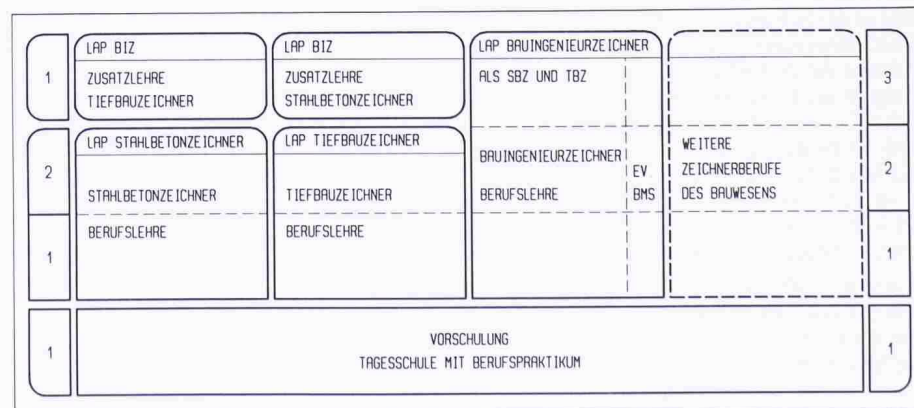 1
LAP BIZ
ZUSATZLEHRE
TIEFBAUZEICHNER
LAP BIZ
ZUSATZLEHRE
STAHLBETONZEICHNER
LAP BAUINGENIEURZEICHNER
ALS SBZ UND TBZ
3
2
LAP STAHLBETONZEICHNER
STAHLBETONZEICHNER
LAP TIEFBAUZEICHNER
TIEFBAUZEICHNER
BAUINGENIEURZEICHNER
BERUFSLEHRE
EV.
BMS
WEITERE
ZEICHNERBERUFE
DES BAUWESENS
2
1
BERUFSLEHRE
BERUFSLEHRE
1
1
VORSCHULUNG
TAGESSCHULE MIT BERUFSPRAKTIKUM
1